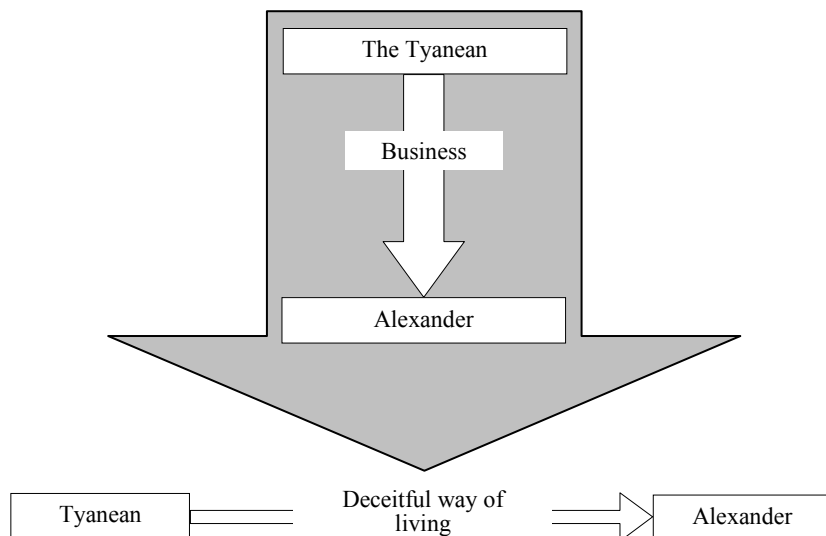 The Tyanean
Business
Alexander
Deceitful way of
living
Tyanean
Alexander